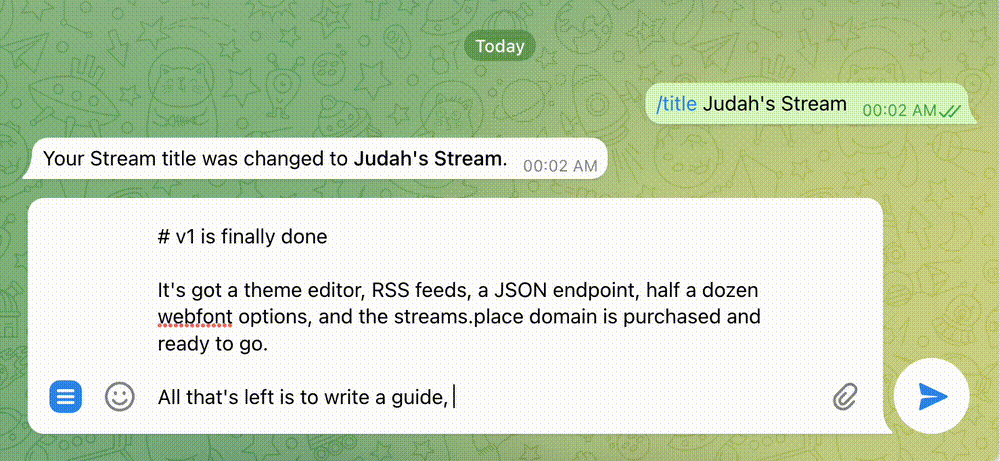 Today
/title Judah's Stream 00:02 AM
Your Stream title was changed to Judah's Stream. 00:02 AM
# v1 is finally done
It's got a theme editor, RSS feeds, a JSON endpoint, half a dozen
webfont options, and the streams.place domain is purchased and
ready to go.
All that's left is to write a guide,